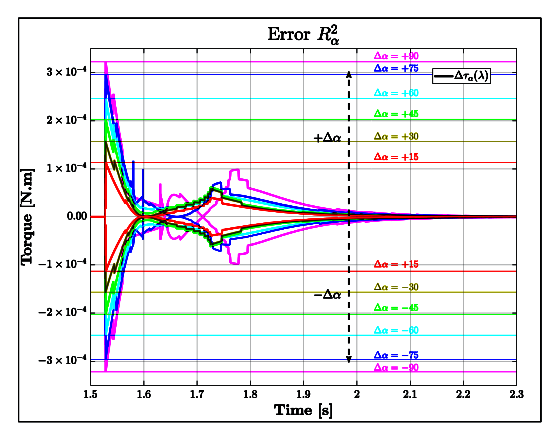 Error R²α
Δα = +90
Δα = +75
Δτα(λ)
Δα = +60
Δα = +45
Δα = +30
Δα = +15
+Δα
Δα = +15
Δα = −30
−Δα
Δα = −45
Δα = −60
Δα = −75
Δα = −90
3 × 10⁻⁴
2 × 10⁻⁴
1 × 10⁻⁴
0.00
−1 × 10⁻⁴
−2 × 10⁻⁴
−3 × 10⁻⁴
Torque [N.m]
1.5 1.6 1.7 1.8 1.9 2 2.1 2.2 2.3
Time [s]